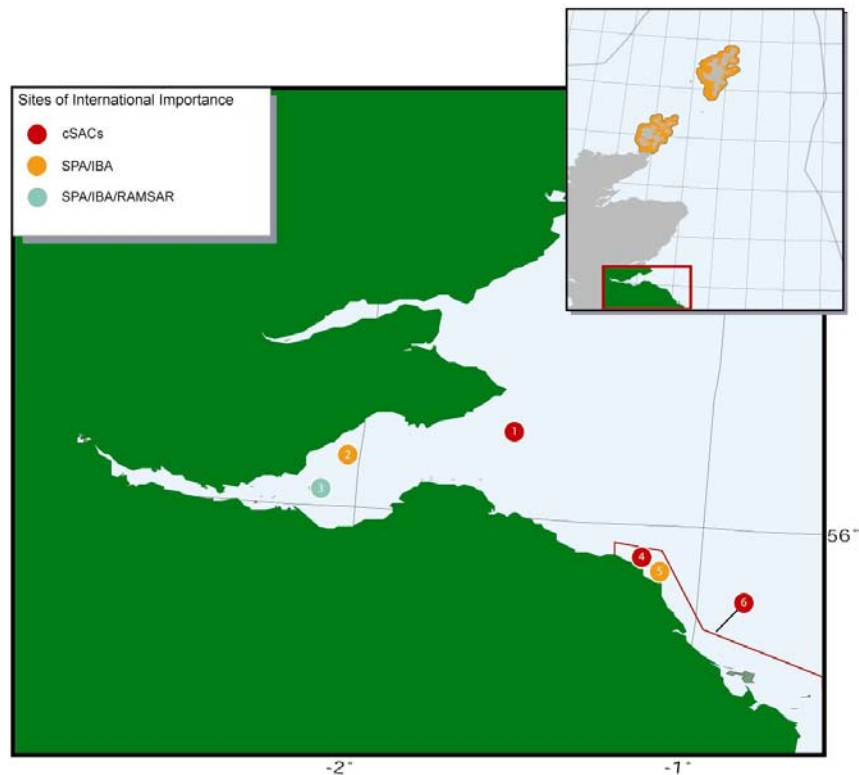 Sites of International Importance
cSACs
SPA/IBA
SPA/IBA/RAMSAR
1
2
3
56°
4
5
6
-2°
-1°